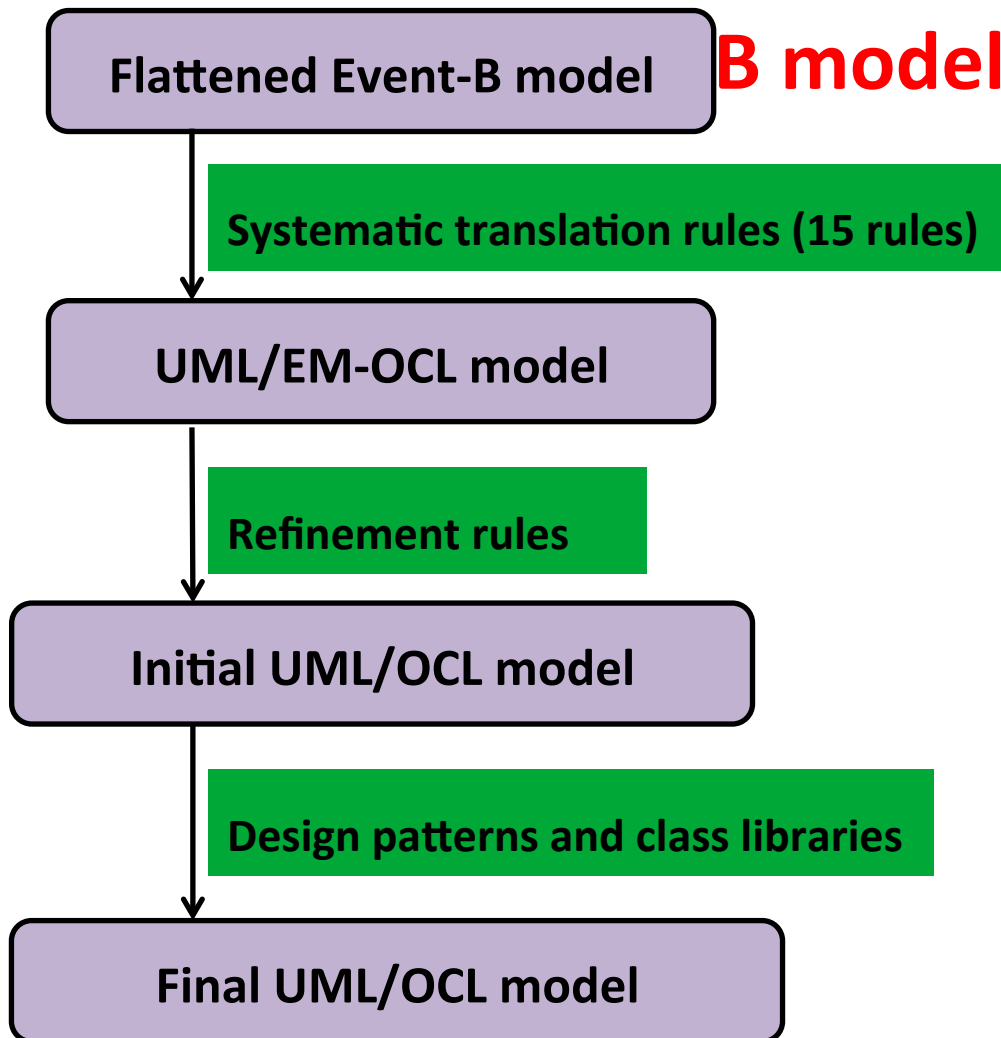 Flattened Event-B model
B model
Systematic translation rules (15 rules)
UML/EM-OCL model
Refinement rules
Initial UML/OCL model
Design patterns and class libraries
Final UML/OCL model